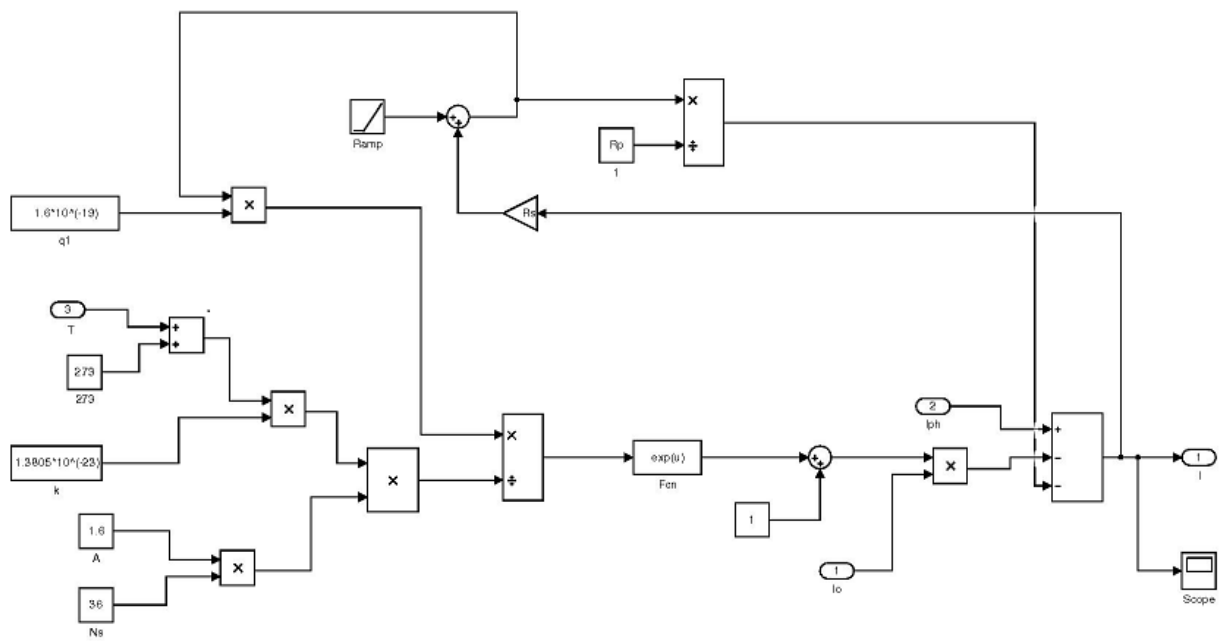 Ramp
Rp
1
1.6*10^(-19)
q1
Rs
3
T
273
273
1.3805*10^(-23)
k
2
Iph
exp(u)
Fcn
1
I
1.6
A
1
36
Ns
1
Io
Scope